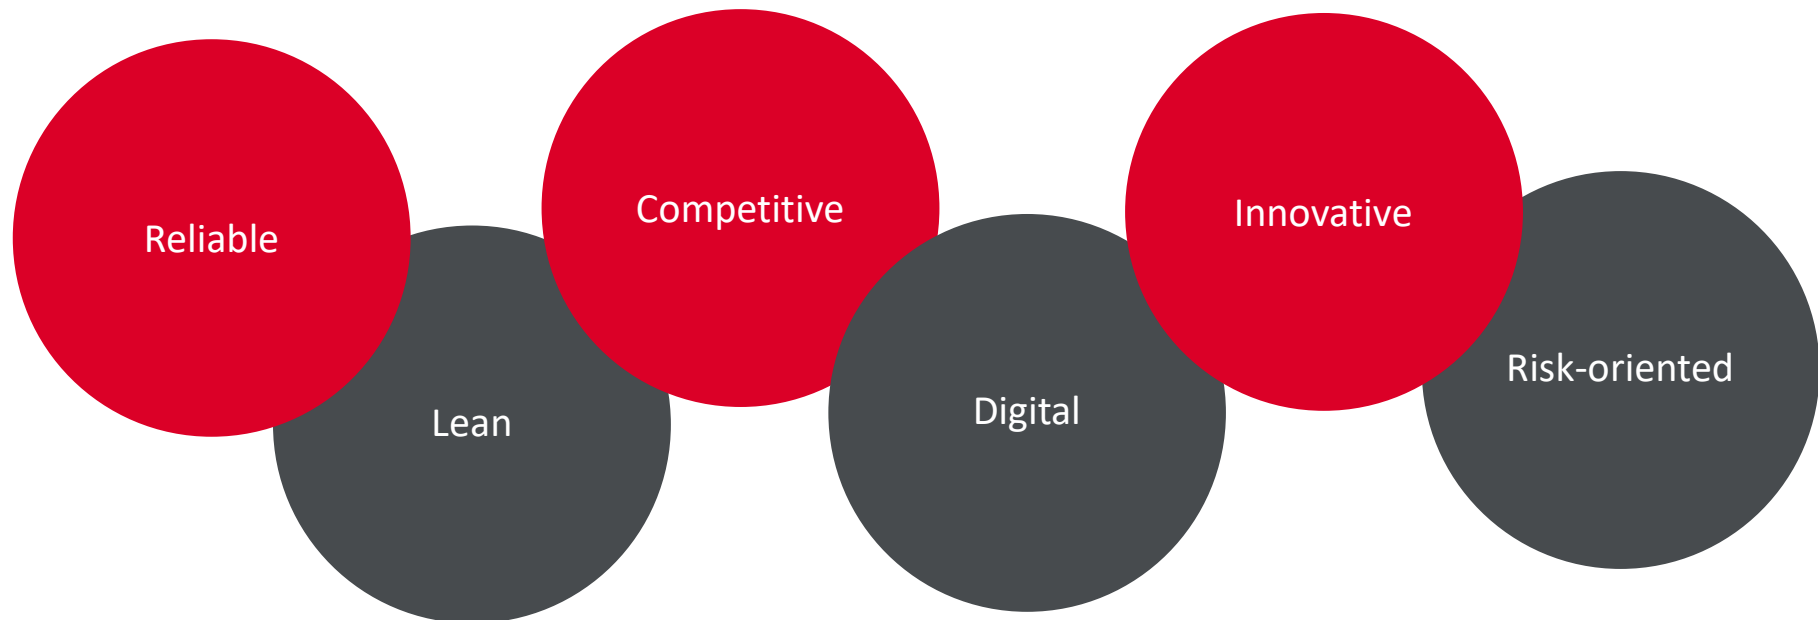 Reliable
Lean
Competitive
Digital
Innovative
Risk-oriented